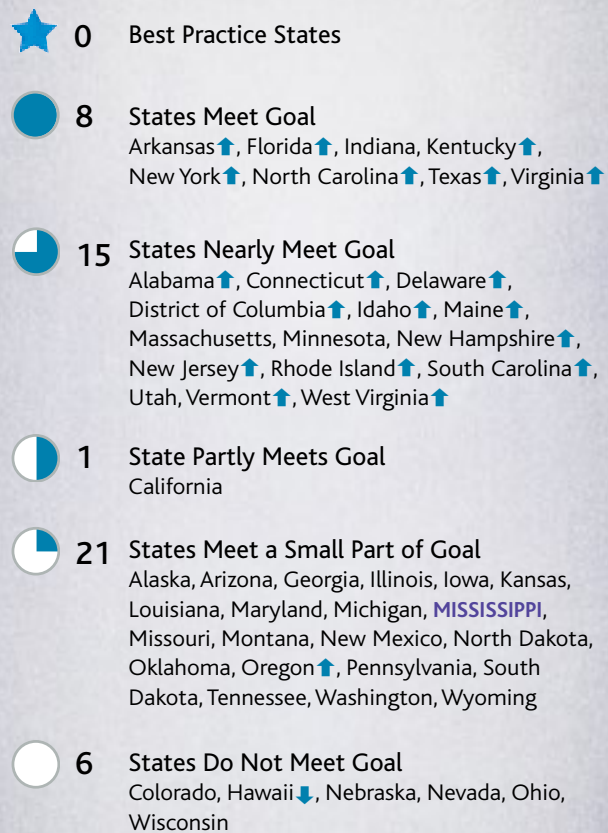 0 Best Practice States
8 States Meet Goal
Arkansas⬆, Florida⬆, Indiana, Kentucky⬆,
New York⬆, North Carolina⬆, Texas⬆, Virginia⬆
15 States Nearly Meet Goal
Alabama⬆, Connecticut⬆, Delaware⬆,
District of Columbia⬆, Idaho⬆, Maine⬆,
Massachusetts, Minnesota, New Hampshire⬆,
New Jersey⬆, Rhode Island⬆, South Carolina⬆,
Utah, Vermont⬆, West Virginia⬆
1 State Partly Meets Goal
California
21 States Meet a Small Part of Goal
Alaska, Arizona, Georgia, Illinois, Iowa, Kansas,
Louisiana, Maryland, Michigan, MISSISSIPPI,
Missouri, Montana, New Mexico, North Dakota,
Oklahoma, Oregon⬆, Pennsylvania, South
Dakota, Tennessee, Washington, Wyoming
6 States Do Not Meet Goal
Colorado, Hawaii⬇, Nebraska, Nevada, Ohio,
Wisconsin